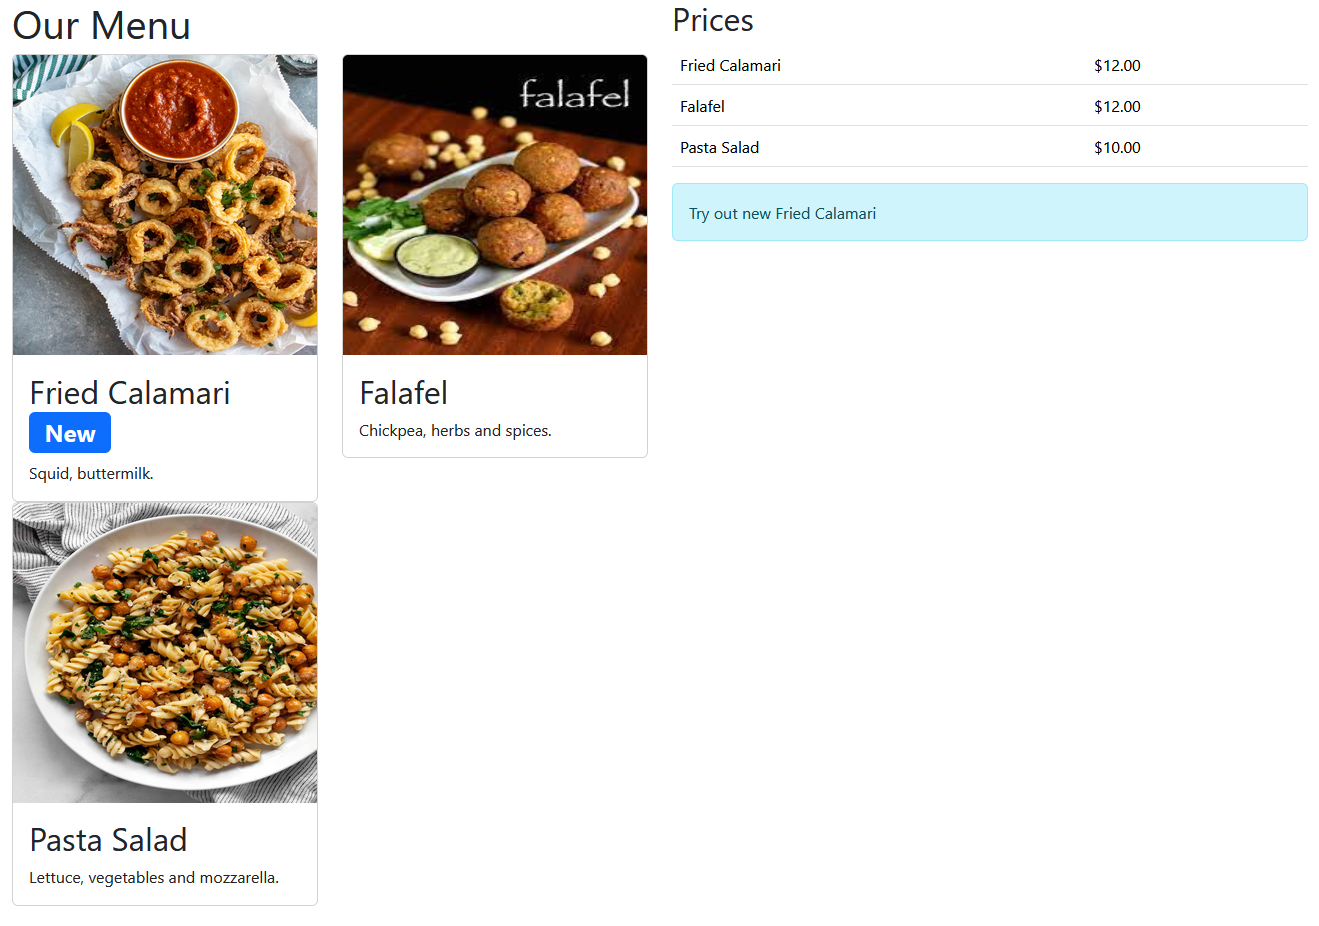 Our Menu
Fried Calamari
New
Squid, buttermilk.
falafel
Falafel
Chickpea, herbs and spices.
Pasta Salad
Lettuce, vegetables and mozzarella.
Prices
Fried Calamari $12.00
Falafel $12.00
Pasta Salad $10.00
Try out new Fried Calamari